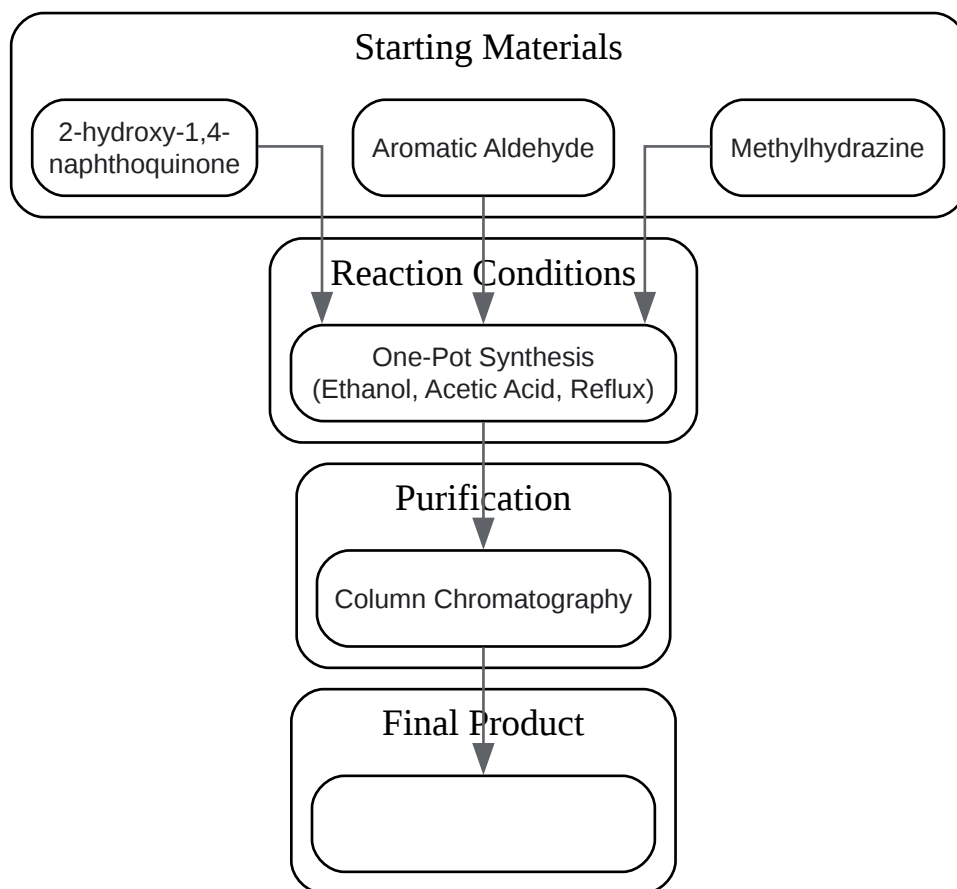 Starting Materials
2-hydroxy-1,4-
naphthoquinone
Aromatic Aldehyde
Methylhydrazine
Reaction Conditions
One-Pot Synthesis
(Ethanol, Acetic Acid, Reflux)
Purification
Column Chromatography
Final Product